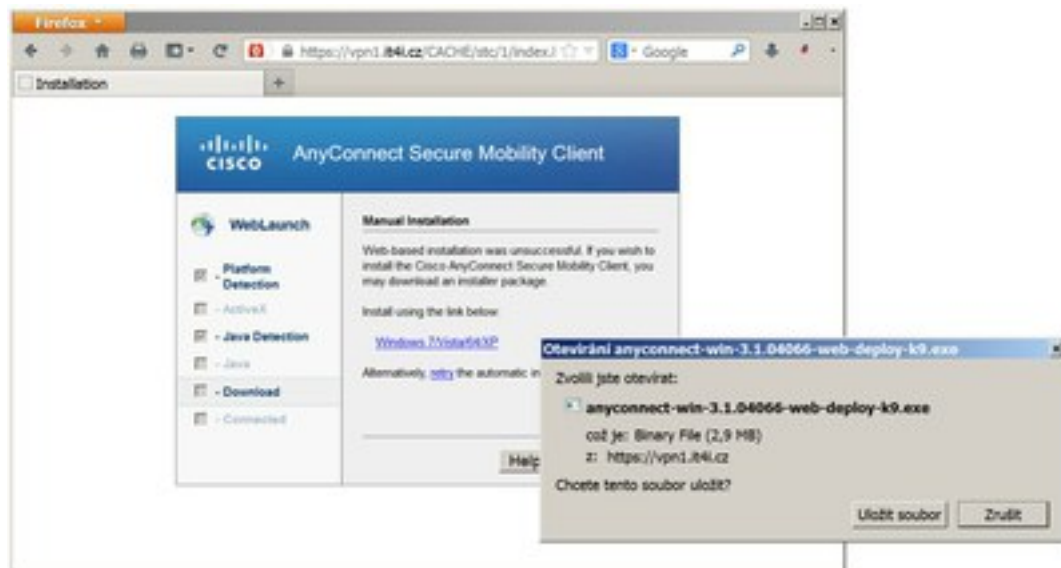 Firefox
https://vpn1.it4i.cz/CACHE/stc/1/index.
Google
Installation
CISCO
AnyConnect Secure Mobility Client
WebLaunch
- Platform
Detection
- ActiveX
- Java Detection
- Java
- Download
- Connected
Manual Installation
Web-based installation was unsuccessful. If you wish to
install the Cisco AnyConnect Secure Mobility Client, you
may download an installer package.
Install using the link below:
Windows 7/Vista/64/XP
Alternatively, retry the automatic in
Help
Otevírání anyconnect-win-3.1.04066-web-deploy-k9.exe
Zvolili jste otevírat:
anyconnect-win-3.1.04066-web-deploy-k9.exe
což je: Binary File (2,9 MB)
z: https://vpn1.it4i.cz
Chcete tento soubor uložit?
Uložit soubor
Zrušit